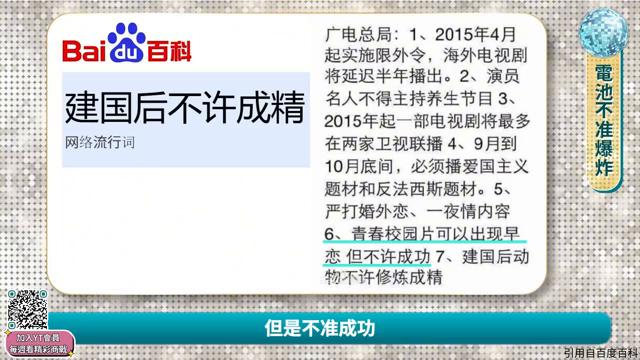 Bai du 百科
建国后不许成精
网络流行词
广电总局：1、2015年4月
起实施限外令，海外电视剧
将延迟半年播出。2、演员
名人不得主持养生节目 3、
2015年起一部电视剧将最多
在两家卫视联播 4、9月到
10月底间，必须播爱国主义
题材和反法西斯题材。5、
严打婚外恋、一夜情内容
6、青春校园片可以出现早
恋 但不许成功 7、建国后动
物不许修炼成精
電池不准爆炸
但是不准成功
加入YT會員
每週看精彩商戰
引用自百度百科